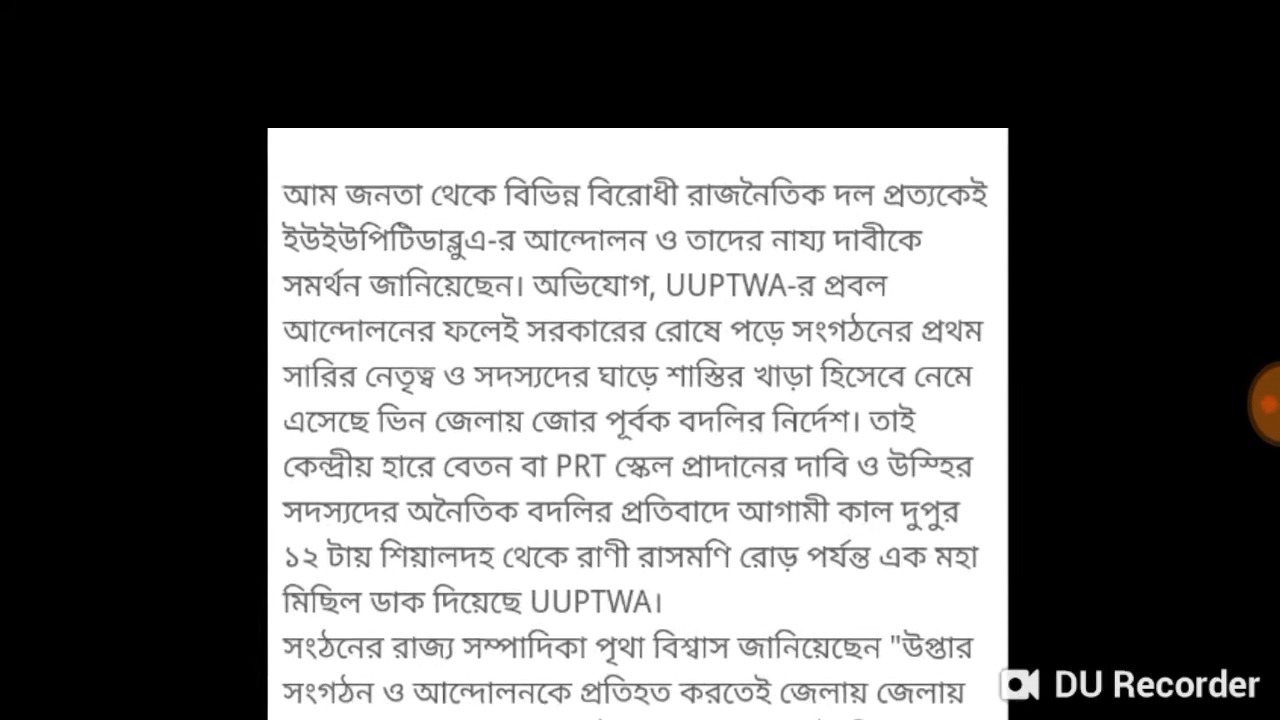 আম জনতা থেকে বিভিন্ন বিরোধী রাজনৈতিক দল প্রত্যকেই
ইউইউপিটিডাব্লুএ-র আন্দোলন ও তাদের নায্য দাবীকে
সমর্থন জানিয়েছেন। অভিযোগ, UUPTWA-র প্রবল
আন্দোলনের ফলেই সরকারের রোষে পড়ে সংগঠনের প্রথম
সারির নেতৃত্ব ও সদস্যদের ঘাড়ে শাস্তির খাড়া হিসেবে নেমে
এসেছে ভিন জেলায় জোর পূর্বক বদলির নির্দেশ। তাই
কেন্দ্রীয় হারে বেতন বা PRT স্কেল প্রাদানের দাবি ও উস্হির
সদস্যদের অনৈতিক বদলির প্রতিবাদে আগামী কাল দুপুর
১২ টায় শিয়ালদহ থেকে রাণী রাসমণি রোড় পর্যন্ত এক মহা
মিছিল ডাক দিয়েছে UUPTWA।
সংঠনের রাজ্য সম্পাদিকা পৃথা বিশ্বাস জানিয়েছেন "উপ্তার
সংগঠন ও আন্দোলনকে প্রতিহত করতেই জেলায় জেলায়
DU Recorder